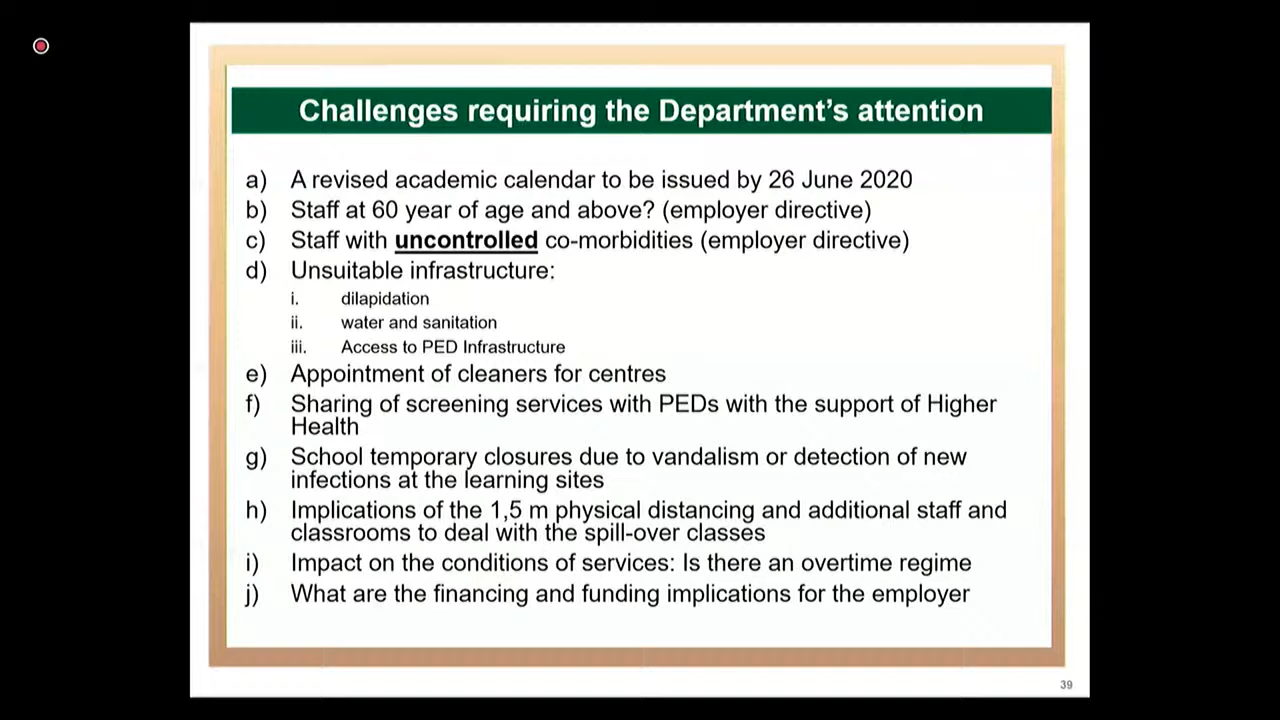 Challenges requiring the Department's attention
a) A revised academic calendar to be issued by 26 June 2020
b) Staff at 60 year of age and above? (employer directive)
c) Staff with uncontrolled co-morbidities (employer directive)
d) Unsuitable infrastructure:
i. dilapidation
ii. water and sanitation
iii. Access to PED Infrastructure
e) Appointment of cleaners for centres
f) Sharing of screening services with PEDs with the support of Higher
Health
g) School temporary closures due to vandalism or detection of new
infections at the learning sites
h) Implications of the 1,5 m physical distancing and additional staff and
classrooms to deal with the spill-over classes
i) Impact on the conditions of services: Is there an overtime regime
j) What are the financing and funding implications for the employer
39